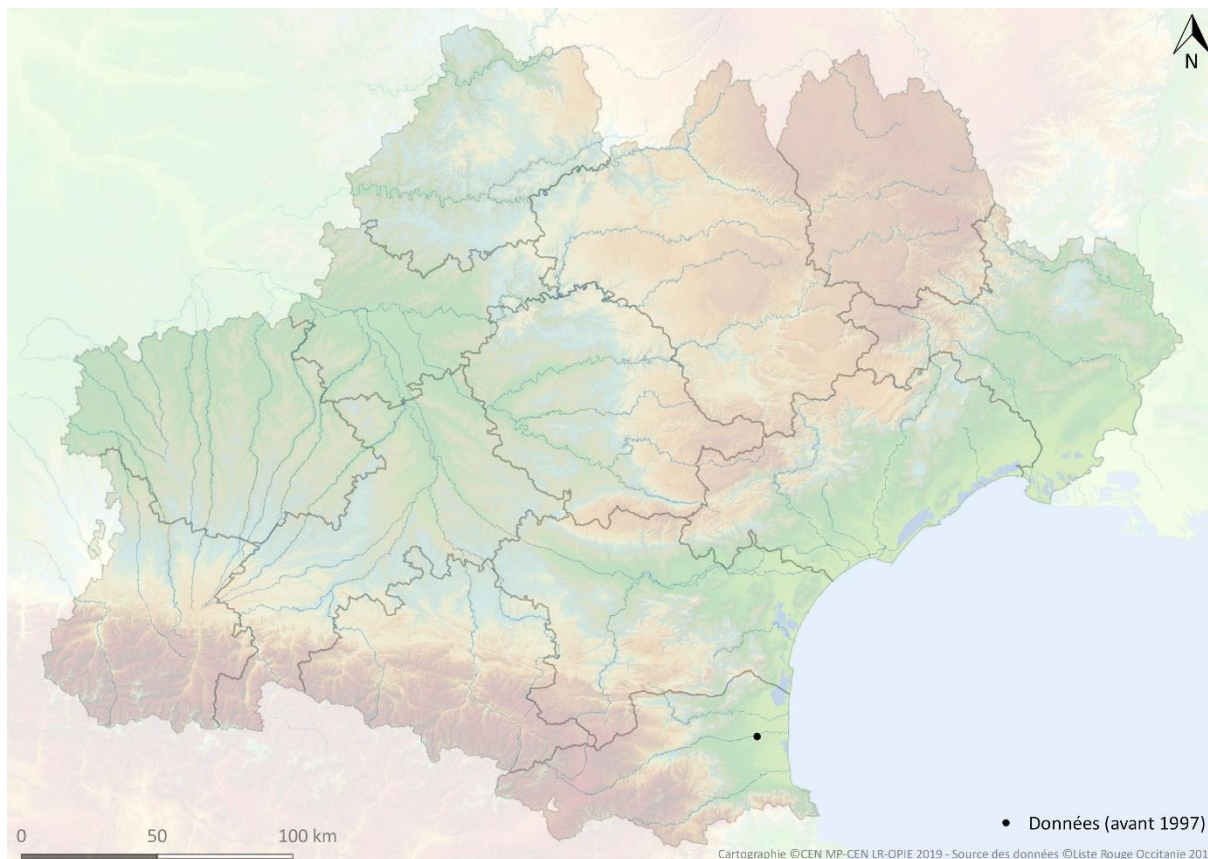 N
0 50 100 km
Données (avant 1997)
Cartographie ©CEN MP-CEN LR-OPIE 2019 - Source des données ©Liste Rouge Occitanie 201